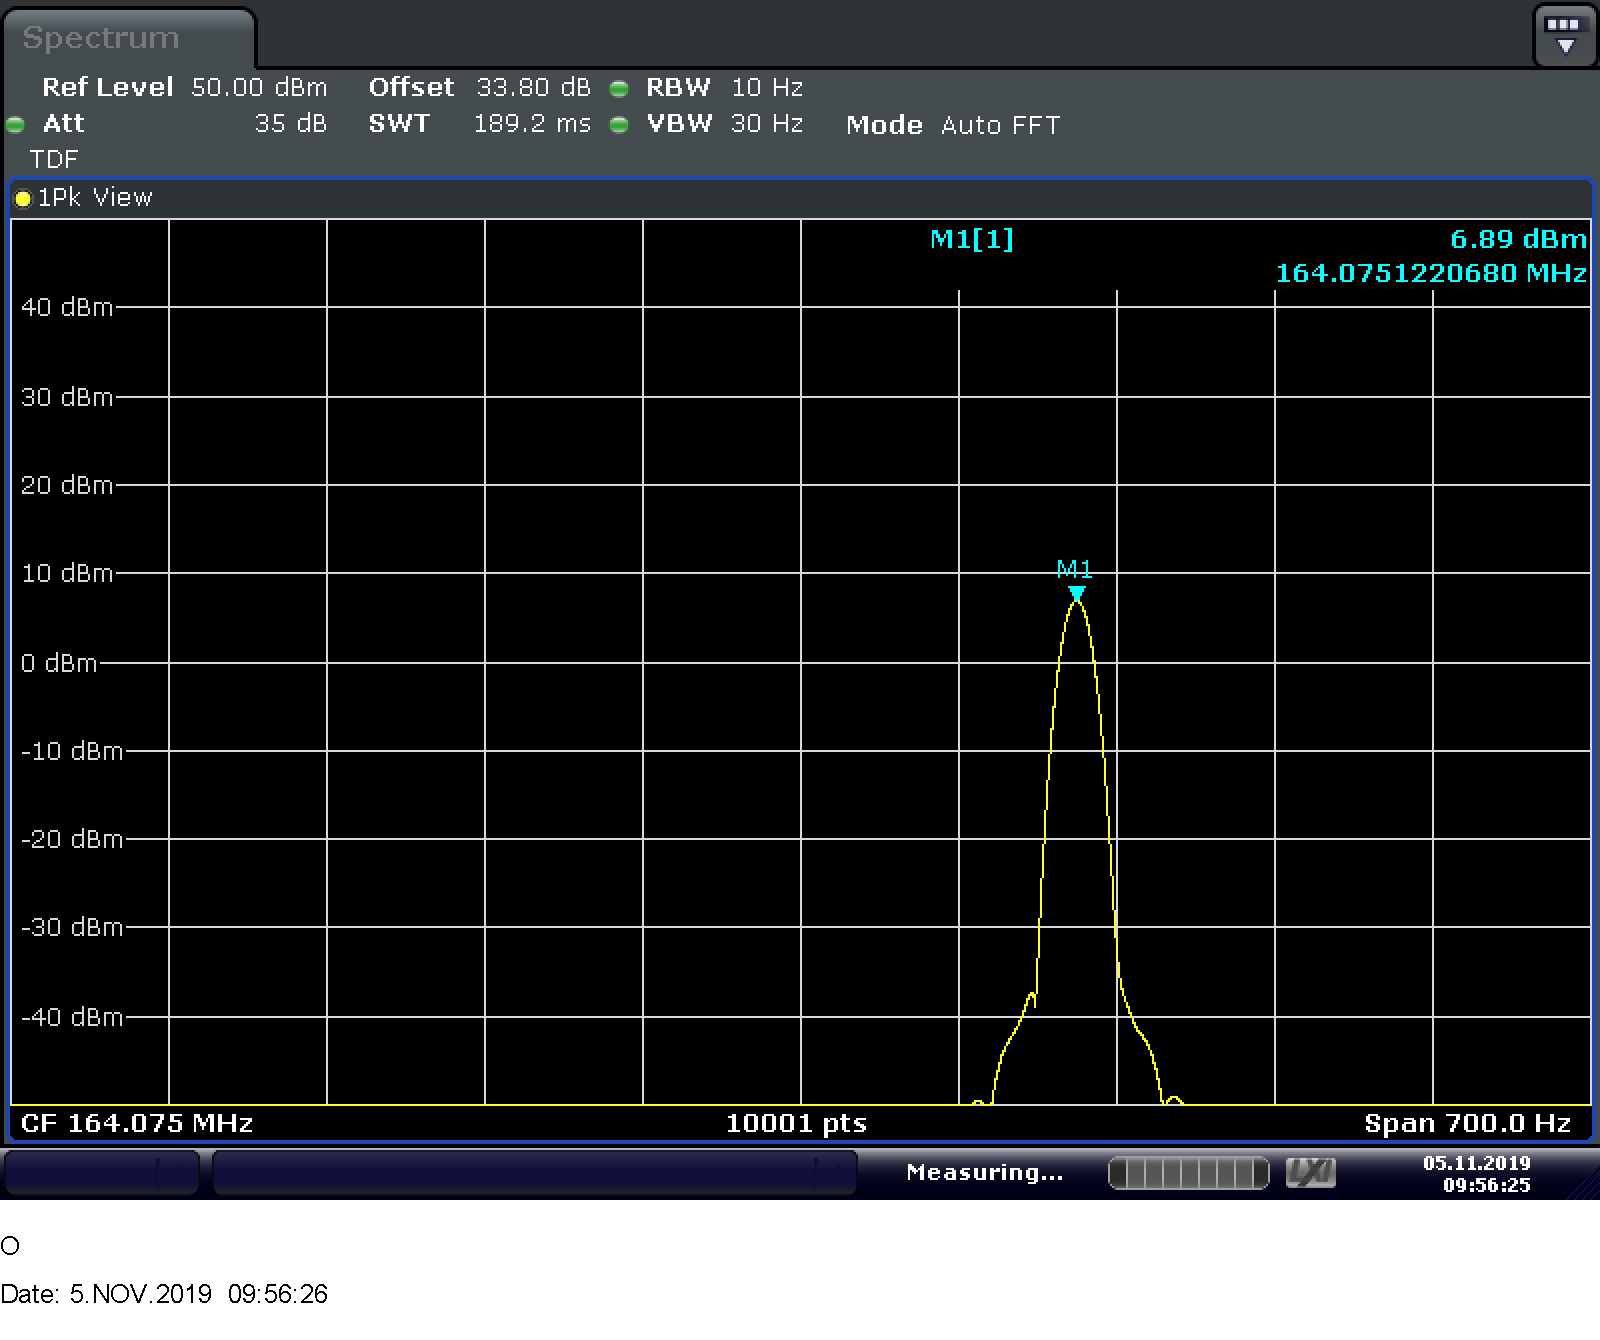 Spectrum
Ref Level 50.00 dBm Offset 33.80 dB RBW 10 Hz
Att 35 dB SWT 189.2 ms VBW 30 Hz Mode Auto FFT
TDF
1Pk View
M1[1] 6.89 dBm
164.0751220680 MHz
40 dBm
30 dBm
20 dBm
10 dBm
M1
0 dBm
-10 dBm
-20 dBm
-30 dBm
-40 dBm
CF 164.075 MHz 10001 pts Span 700.0 Hz
Measuring... LXI 05.11.2019
09:56:25
O
Date: 5.NOV.2019 09:56:26